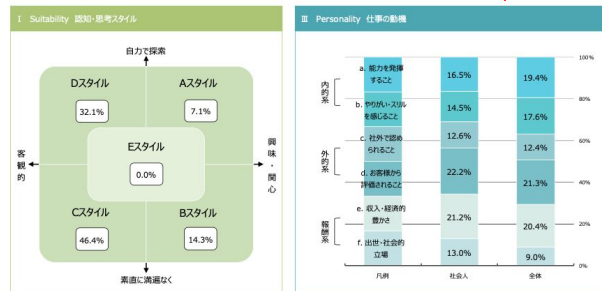 I Suitability 認知・思考スタイル
自力で探索
Dスタイル
Aスタイル
32.1%
7.1%
Eスタイル
0.0%
客観的
興味・関心
Cスタイル
Bスタイル
46.4%
14.3%
素直に満遍なく
III Personality 仕事の動機
100%
80%
60%
40%
20%
0%
内的系
外的系
報酬系
a. 能力を発揮
すること
b. やりがい・スリル
を感じること
c. 社外で認め
られること
d. お客様から
評価されること
e. 収入・経済的
豊かさ
f. 出世・社会的
立場
16.5%
14.5%
12.6%
22.2%
21.2%
13.0%
19.4%
17.6%
12.4%
21.3%
20.4%
9.0%
凡例
社会人
全体